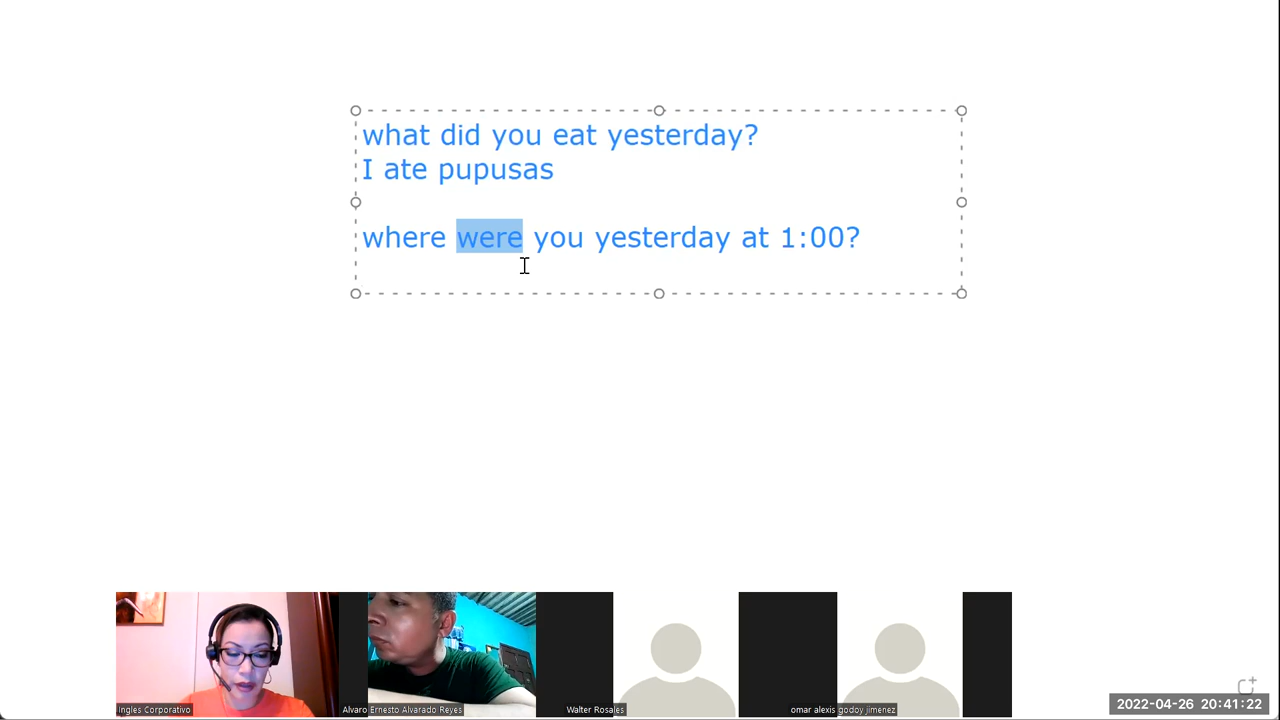 what did you eat yesterday?
I ate pupusas
where were you yesterday at 1:00?
Ingles Corporativo
Alvaro Ernesto Alvarado Reyes
Walter Rosales
omar alexis godoy jimenez
2022-04-26 20:41:22